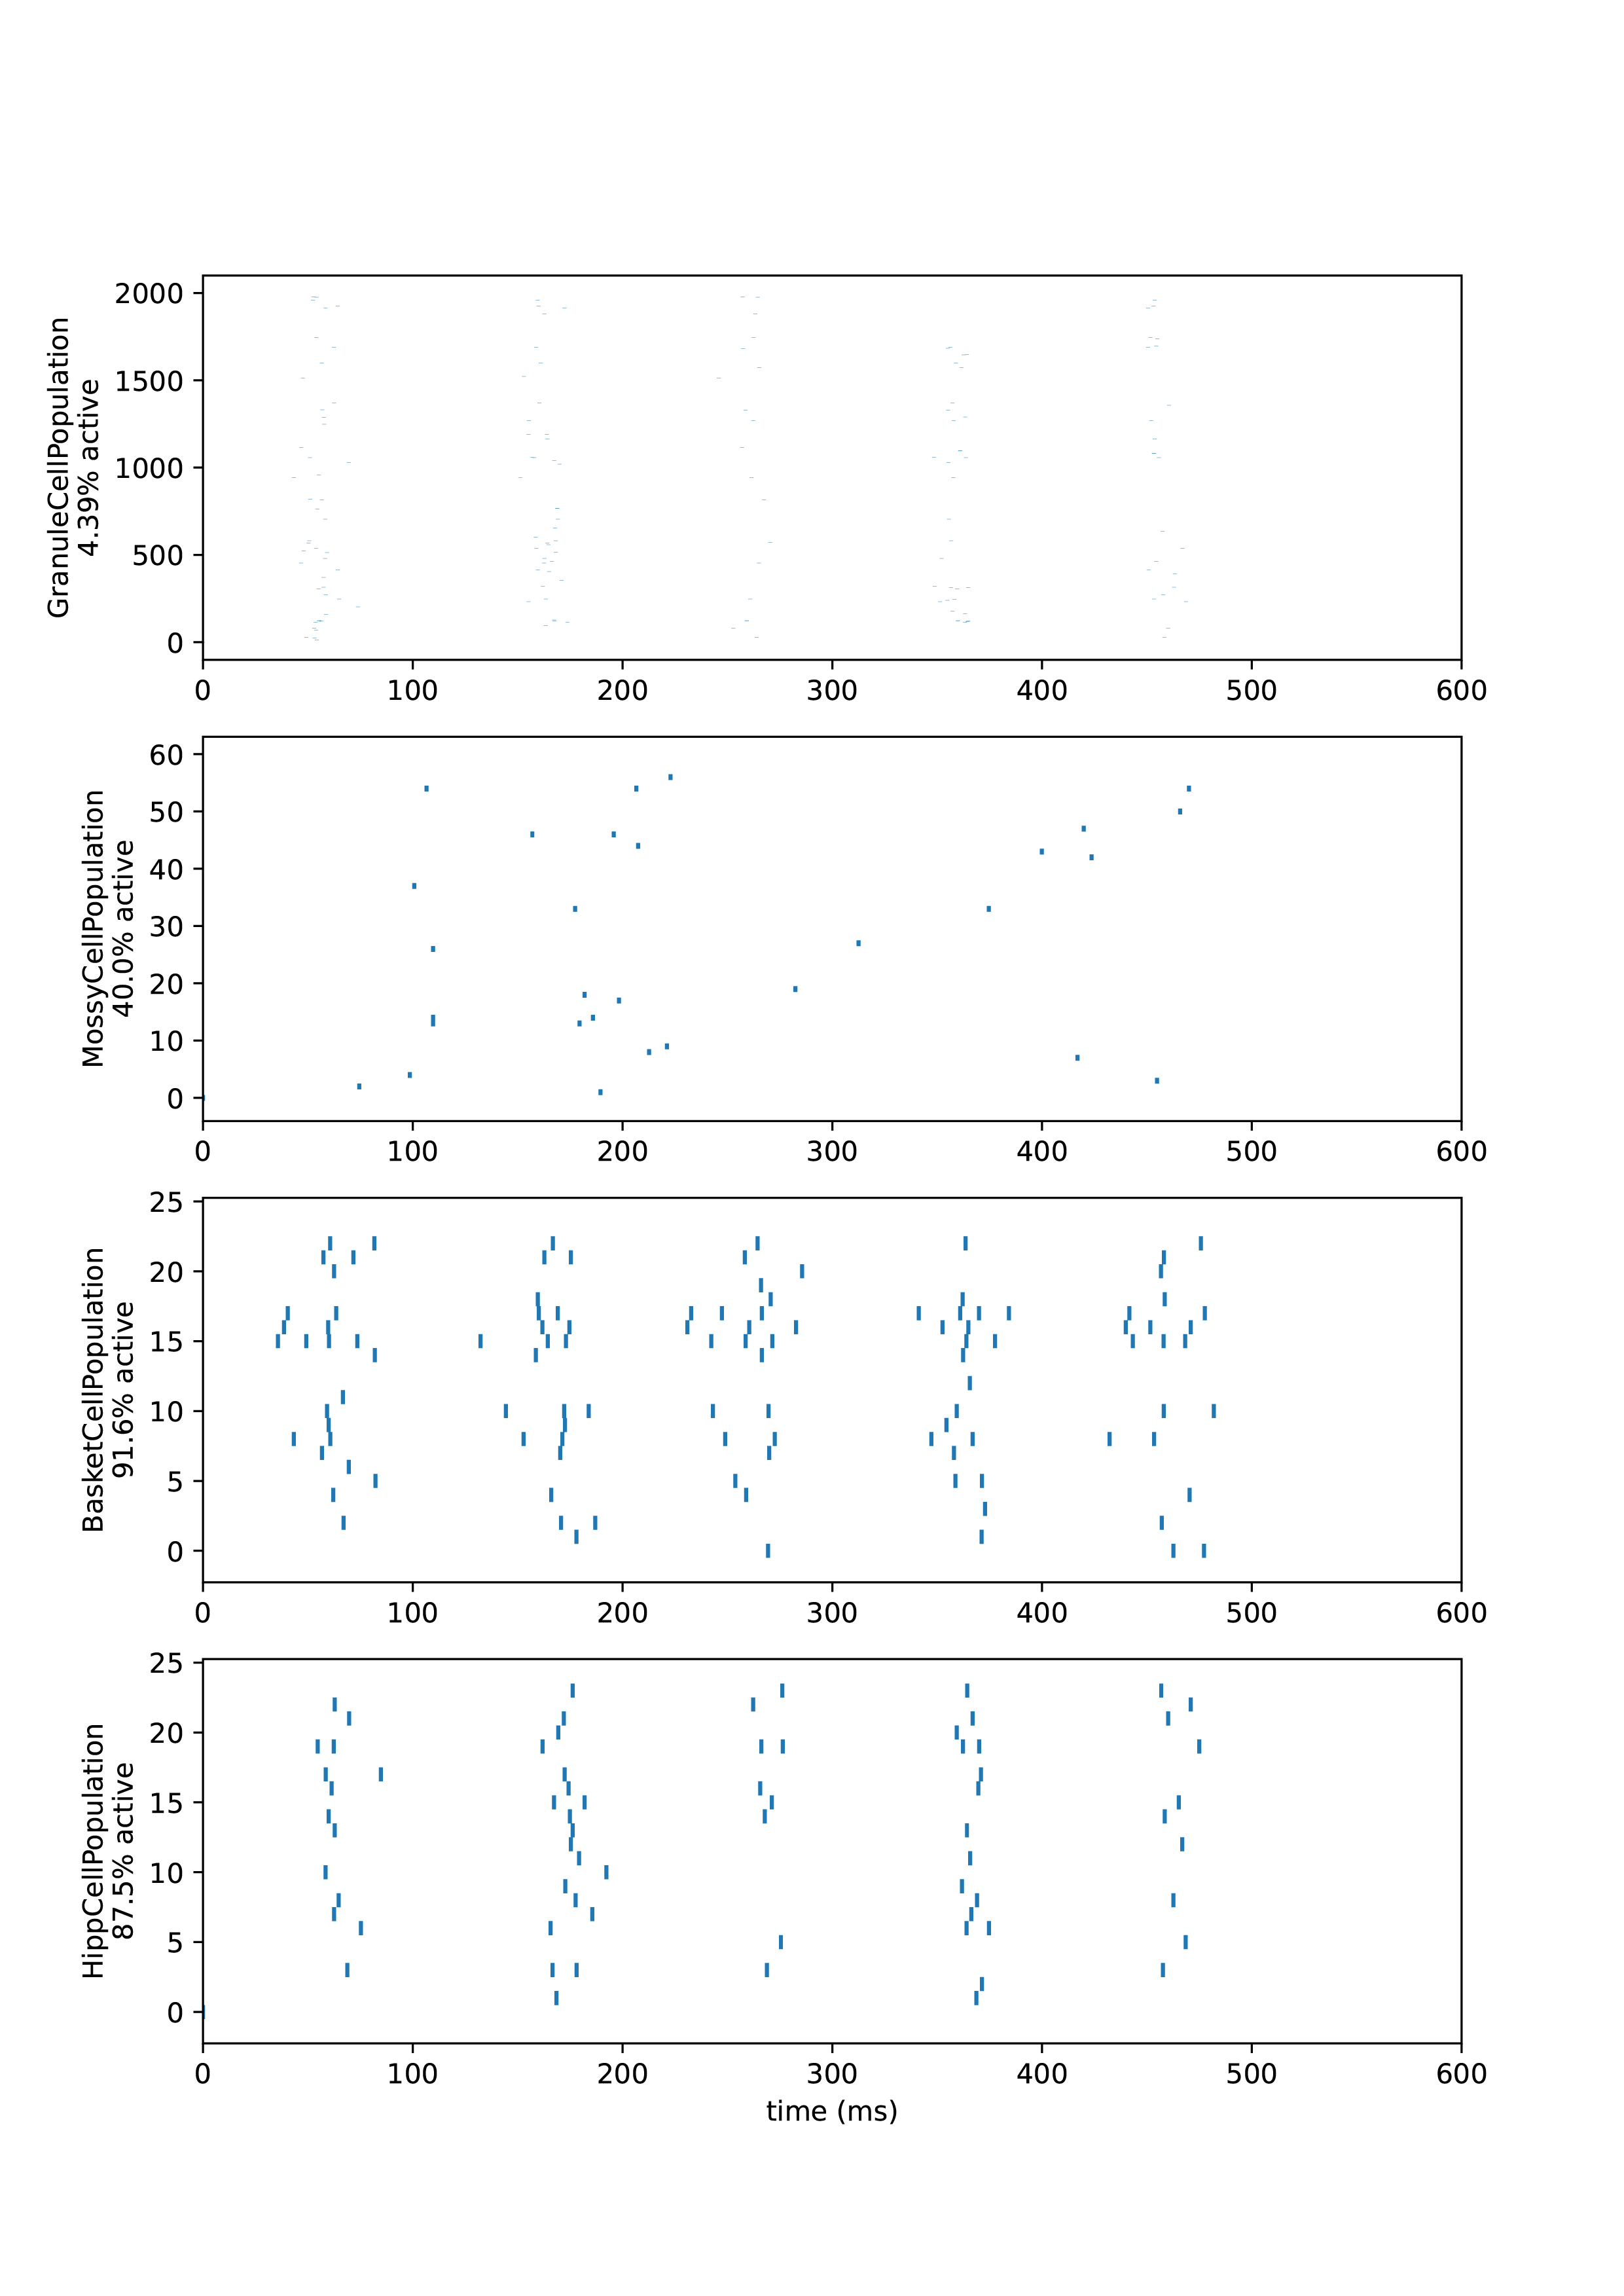 GranuleCellPopulation
4.39% active
2000
1500
1000
500
0
0 100 200 300 400 500 600
MossyCellPopulation
40.0% active
60
50
40
30
20
10
0
0 100 200 300 400 500 600
BasketCellPopulation
91.6% active
25
20
15
10
5
0
0 100 200 300 400 500 600
HippCellPopulation
87.5% active
25
20
15
10
5
0
0 100 200 300 400 500 600
time (ms)